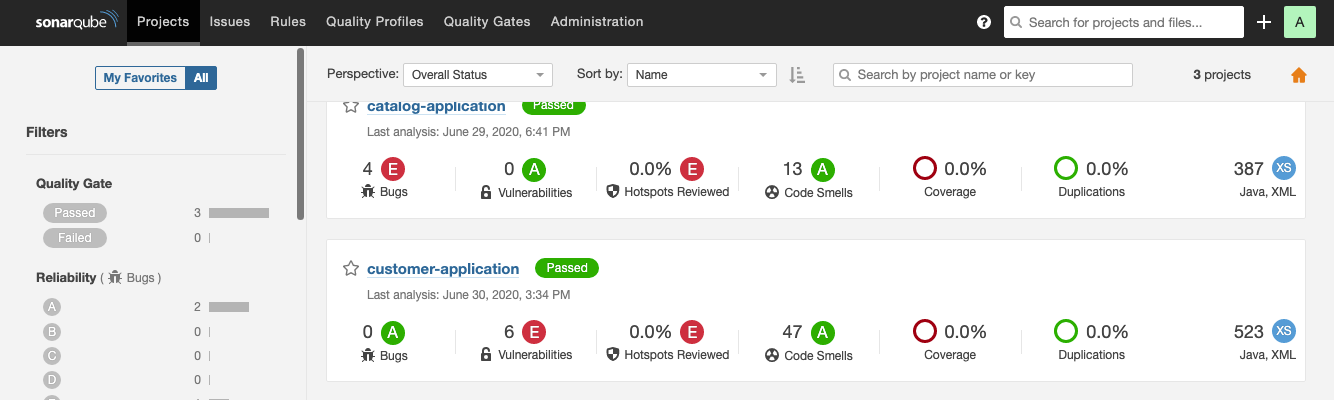 sonarqube Projects Issues Rules Quality Profiles Quality Gates Administration ? Search for projects and files... + A
My Favorites All
Perspective: Overall Status Sort by: Name Search by project name or key 3 projects
Filters
Quality Gate
Passed 3
Failed 0
Reliability ( Bugs )
A 2
B 0
C 0
D 0
catalog-application Passed
Last analysis: June 29, 2020, 6:41 PM
4 E 0 A 0.0% E 13 A 0.0% 0.0% 387 XS
Bugs Vulnerabilities Hotspots Reviewed Code Smells Coverage Duplications Java, XML
customer-application Passed
Last analysis: June 30, 2020, 3:34 PM
0 A 6 E 0.0% E 47 A 0.0% 0.0% 523 XS
Bugs Vulnerabilities Hotspots Reviewed Code Smells Coverage Duplications Java, XML